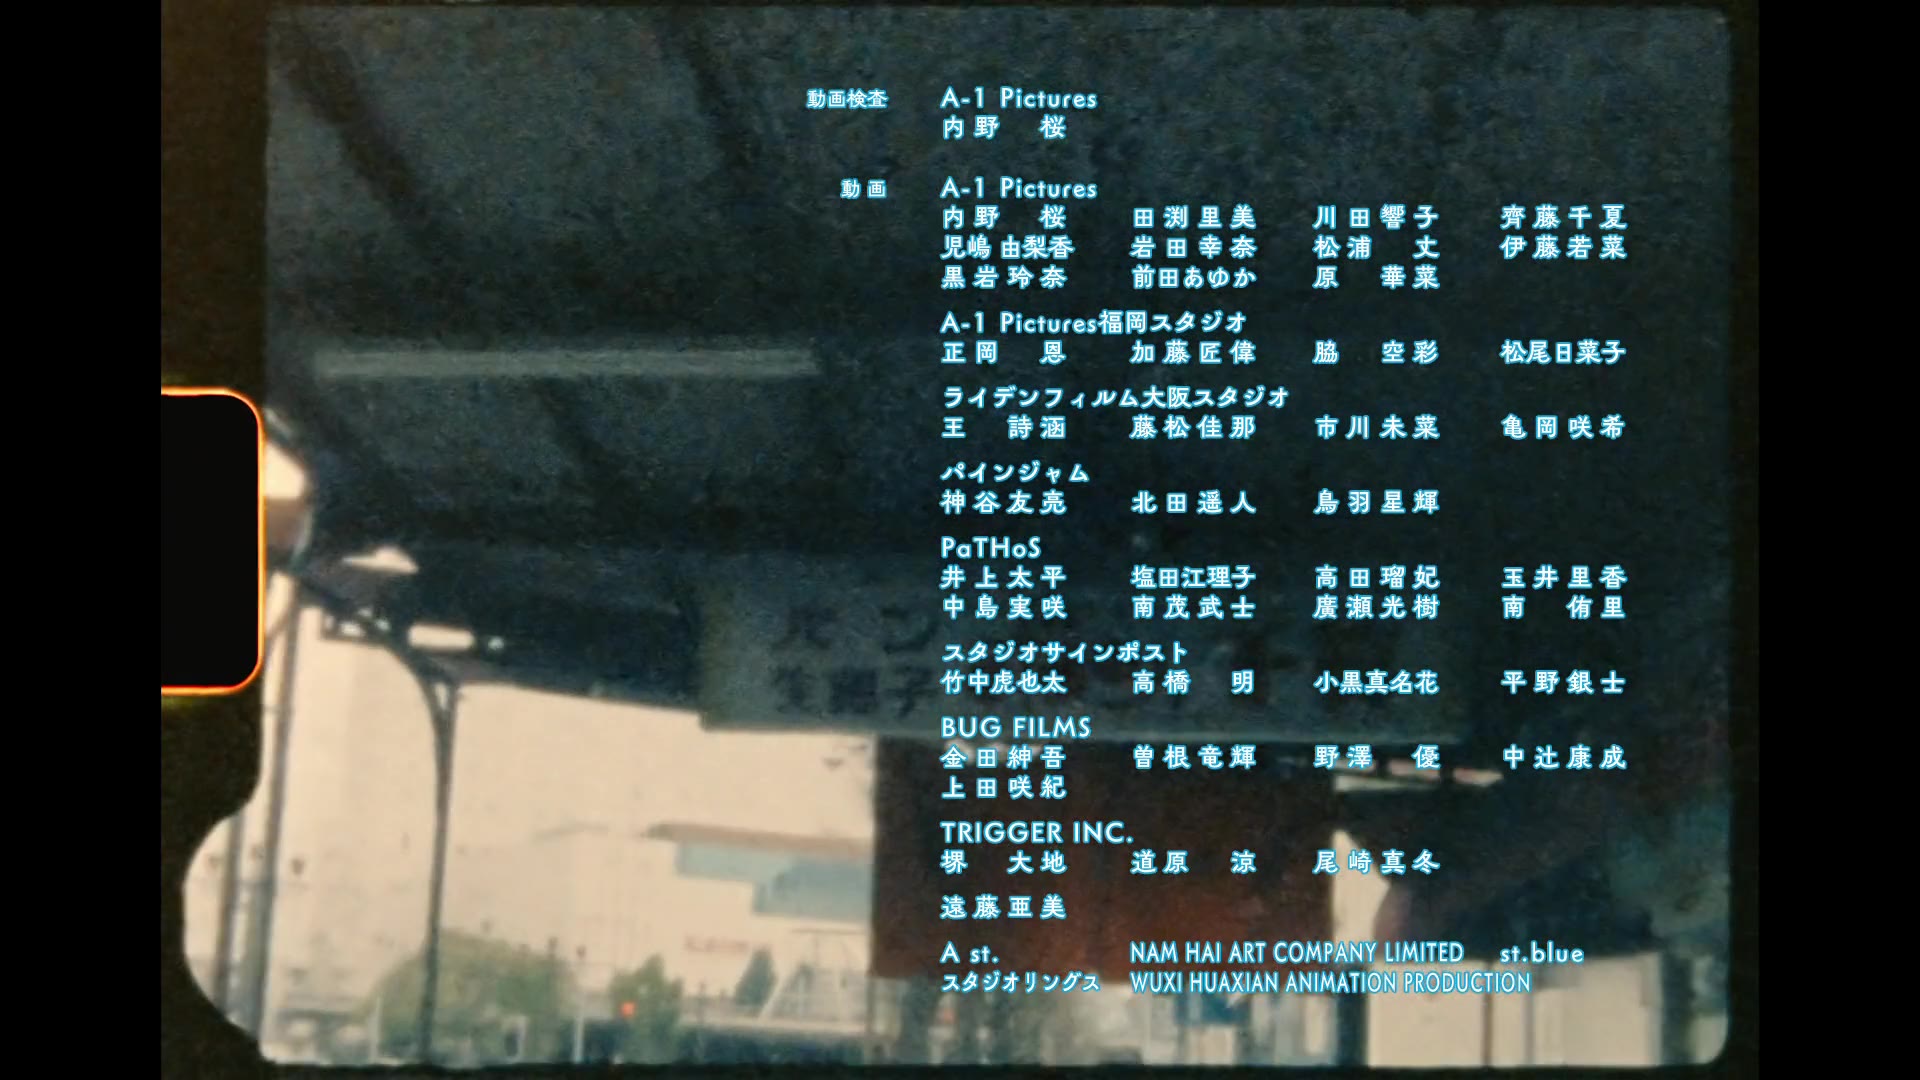 動画検査 A-1 Pictures
内野 桜
動画 A-1 Pictures
内野 桜 田渕里美 川田響子 齊藤千夏
児嶋由梨香 岩田幸奈 松浦 丈 伊藤若菜
黒岩玲奈 前田あゆか 原 華菜
A-1 Pictures福岡スタジオ
正岡 恩 加藤匠偉 脇 空彩 松尾日菜子
ライデンフィルム大阪スタジオ
王 詩涵 藤松佳那 市川未菜 亀岡咲希
パインジャム
神谷友亮 北田遥人 鳥羽星輝
PaTHoS
井上太平 塩田江理子 高田瑠妃 玉井里香
中島実咲 南茂武士 廣瀬光樹 南 侑里
スタジオサインポスト
竹中虎也太 高橋 明 小黒真名花 平野銀士
BUG FILMS
金田紳吾 曽根竜輝 野澤 優 中辻康成
上田咲紀
TRIGGER INC.
堺 大地 道原 涼 尾崎真冬
遠藤亜美
A st. NAM HAI ART COMPANY LIMITED st.blue
スタジオリングス WUXI HUAXIAN ANIMATION PRODUCTION